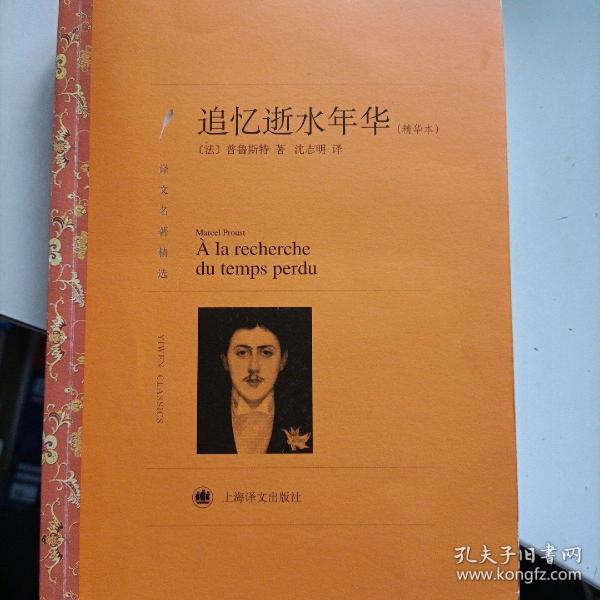 追忆逝水年华（精华本）
〔法〕普鲁斯特 著 沈志明 译
译文名著精选
Marcel Proust
À la recherche
du temps perdu
YIWEN CLASSICS
上海译文出版社
孔夫子旧书网
www.kongfz.com